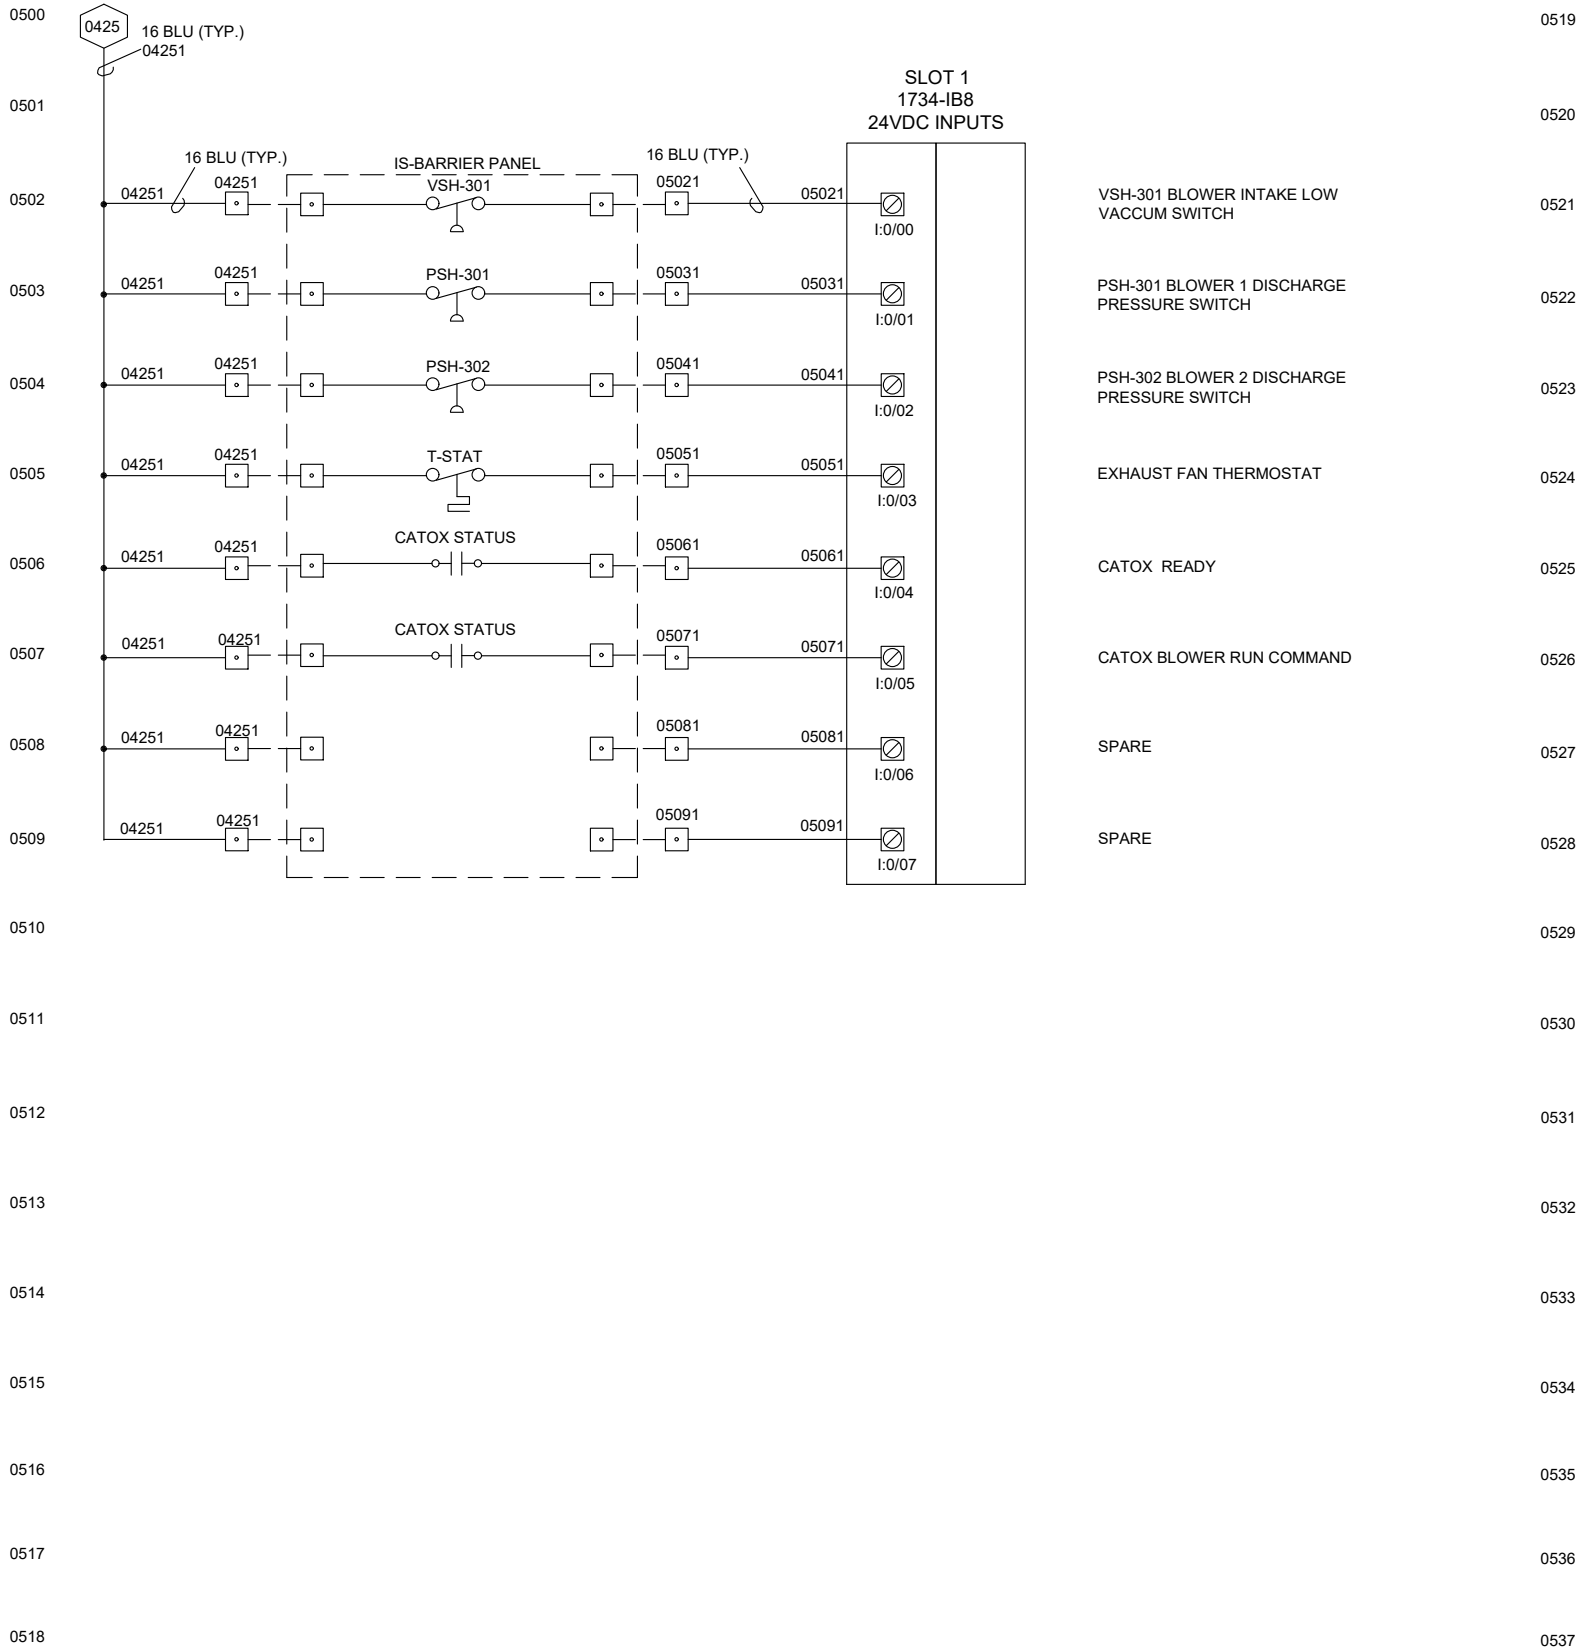 0500
0425
16 BLU (TYP.)
04251
0519
0501
SLOT 1
1734-IB8
24VDC INPUTS
0520
16 BLU (TYP.)
IS-BARRIER PANEL
16 BLU (TYP.)
0502
04251
04251
VSH-301
05021
05021
I:0/00
VSH-301 BLOWER INTAKE LOW
VACCUM SWITCH
0521
0503
04251
04251
PSH-301
05031
05031
I:0/01
PSH-301 BLOWER 1 DISCHARGE
PRESSURE SWITCH
0522
0504
04251
04251
PSH-302
05041
05041
I:0/02
PSH-302 BLOWER 2 DISCHARGE
PRESSURE SWITCH
0523
0505
04251
04251
T-STAT
05051
05051
I:0/03
EXHAUST FAN THERMOSTAT
0524
0506
04251
04251
CATOX STATUS
05061
05061
I:0/04
CATOX READY
0525
0507
04251
04251
CATOX STATUS
05071
05071
I:0/05
CATOX BLOWER RUN COMMAND
0526
0508
04251
04251
05081
05081
I:0/06
SPARE
0527
0509
04251
04251
05091
05091
I:0/07
SPARE
0528
0510
0529
0511
0530
0512
0531
0513
0532
0514
0533
0515
0534
0516
0535
0517
0536
0518
0537